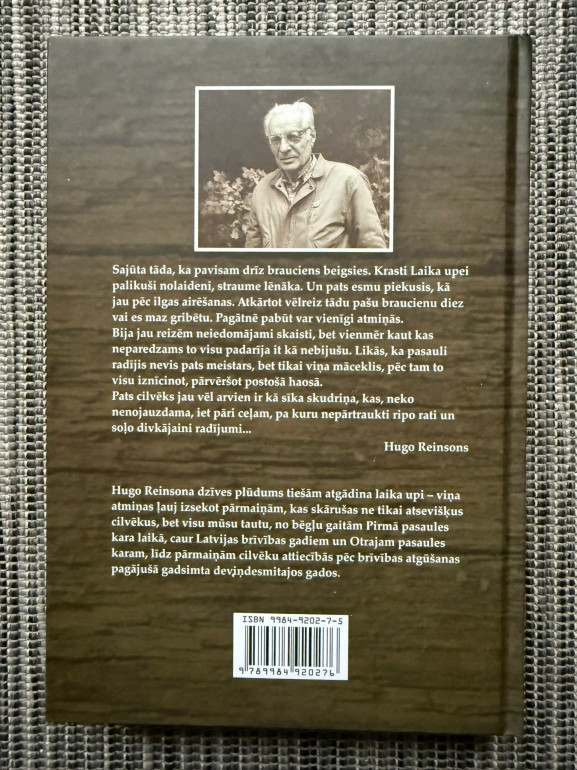 Sajūta tāda, ka pavisam drīz brauciens beigsies. Krasti Laika upei
palikuši nolaideni, straume lēnāka. Un pats esmu piekusis, kā
jau pēc ilgas airēšanas. Atkārtot vēlreiz tādu pašu braucienu diez
vai es maz gribētu. Pagātnē pabūt var vienīgi atmiņās.
Bija jau reizēm neiedomājami skaisti, bet vienmēr kaut kas
neparedzams to visu padarīja it kā nebijušu. Likās, ka pasauli
radījis nevis pats meistars, bet tikai viņa māceklis, pēc tam to
visu iznīcinot, pārvēršot postošā haosā.
Pats cilvēks jau vēl arvien ir kā sīka skudriņa, kas, neko
nenojauzdama, iet pāri ceļam, pa kuru nepārtraukti ripo rati un
soļo divkājaini radījumi...
Hugo Reinsons
Hugo Reinsona dzīves plūdums tiešām atgādina laika upi – viņa
atmiņas ļauj izsekot pārmaiņām, kas skārušas ne tikai atsevišķus
cilvēkus, bet visu mūsu tautu, no bēgļu gaitām Pirmā pasaules
kara laikā, caur Latvijas brīvības gadiem un Otrajam pasaules
karam, līdz pārmaiņām cilvēku attiecībās pēc brīvības atgūšanas
pagājušā gadsimta deviņdesmitajos gados.
ISBN 9984-9202-7-5
9 789984 920276